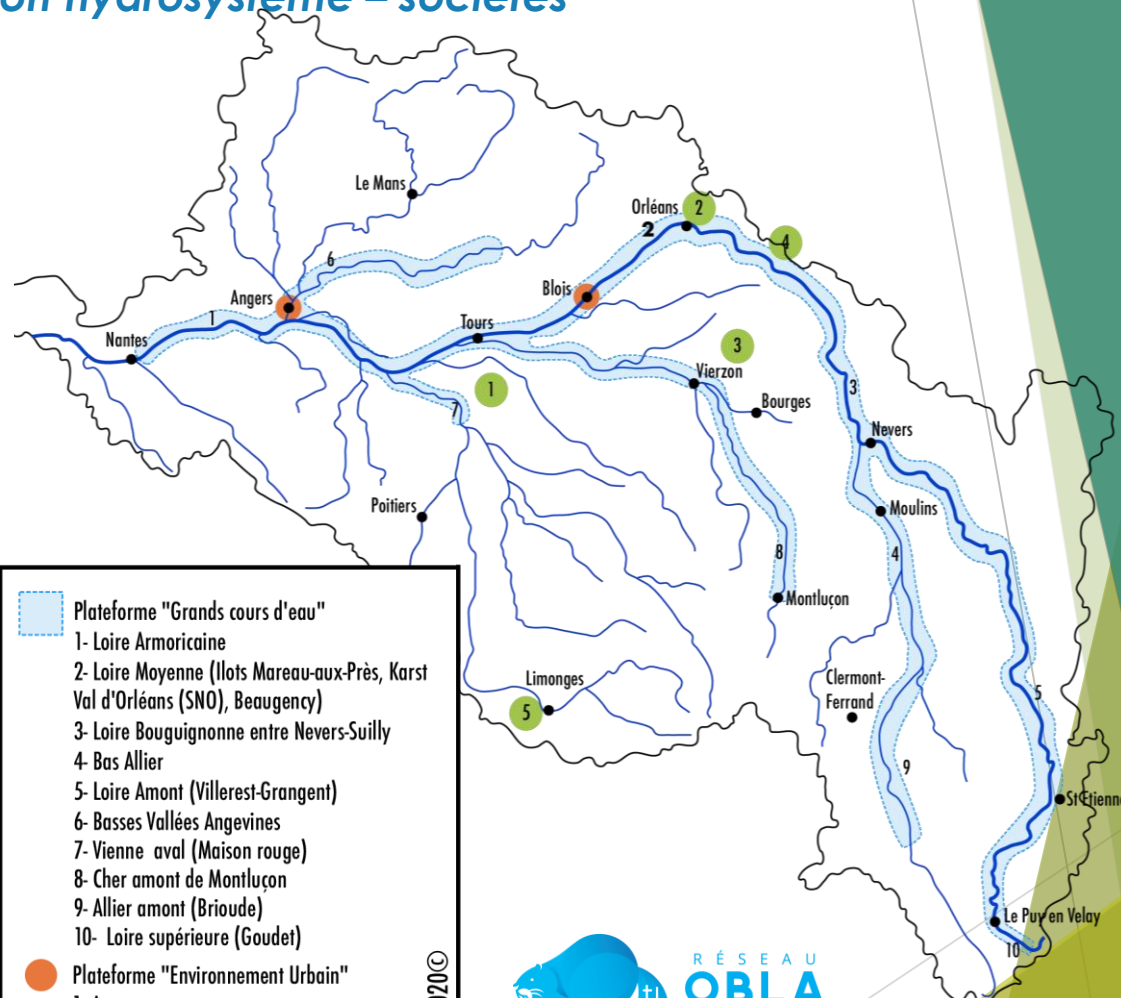 on hydrosystème – sociétés
Le Mans
Orléans
2
2
4
6
Angers
Blois
1
Nantes
Tours
3
Vierzon
1
3
7
Bourges
Nevers
Poitiers
Moulins
8
4
Montluçon
Limonges
5
Clermont-
Ferrand
5
9
St Etienne
Le Puy en Velay
10
Plateforme "Grands cours d'eau"
1- Loire Armoricaine
2- Loire Moyenne (Ilots Mareau-aux-Près, Karst
Val d'Orléans (SNO), Beaugency)
3- Loire Bouguignonne entre Nevers-Suilly
4- Bas Allier
5- Loire Amont (Villerest-Grangent)
6- Basses Vallées Angevines
7- Vienne aval (Maison rouge)
8- Cher amont de Montluçon
9- Allier amont (Brioude)
10- Loire supérieure (Goudet)
Plateforme "Environnement Urbain"
020©
RÉSEAU
OBLA